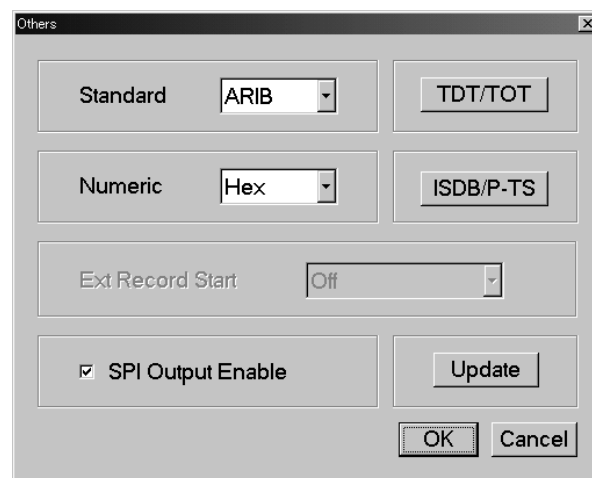 Others
Standard ARIB TDT/TOT
Numeric Hex ISDB/P-TS
Ext Record Start Off
SPI Output Enable Update
OK Cancel